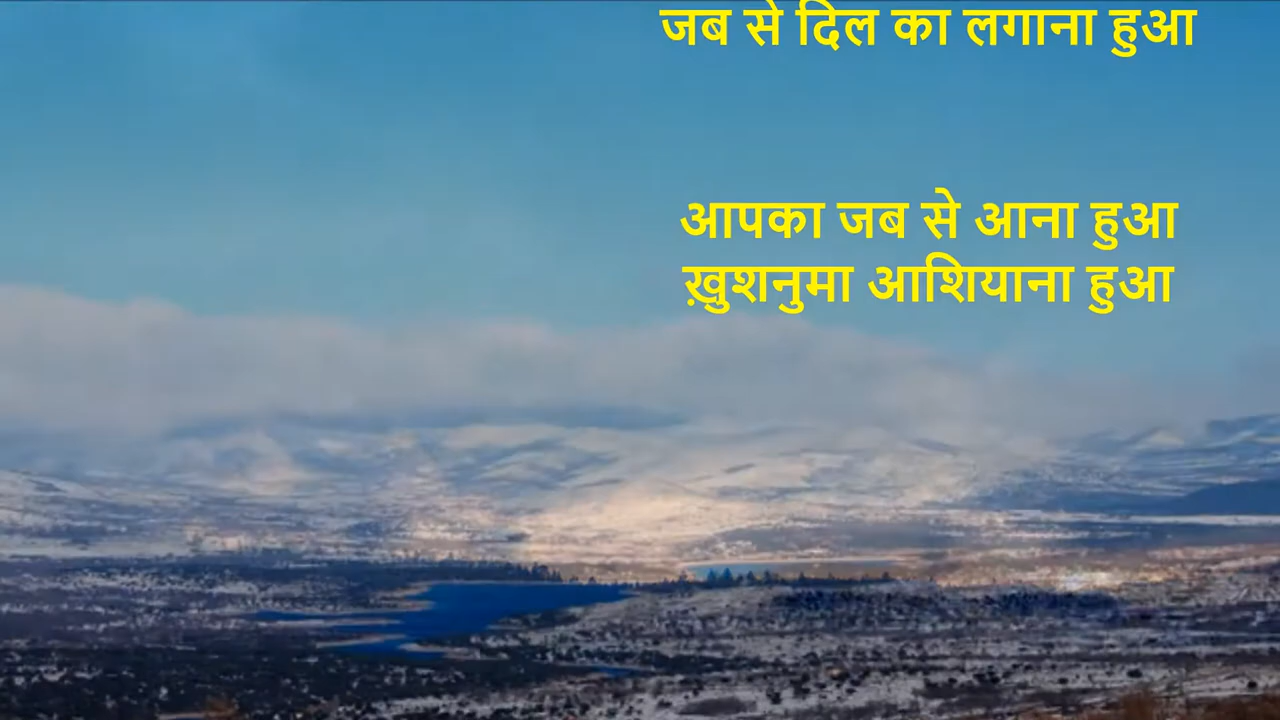 जब से दिल का लगाना हुआ
आपका जब से आना हुआ
ख़ुशनुमा आशियाना हुआ